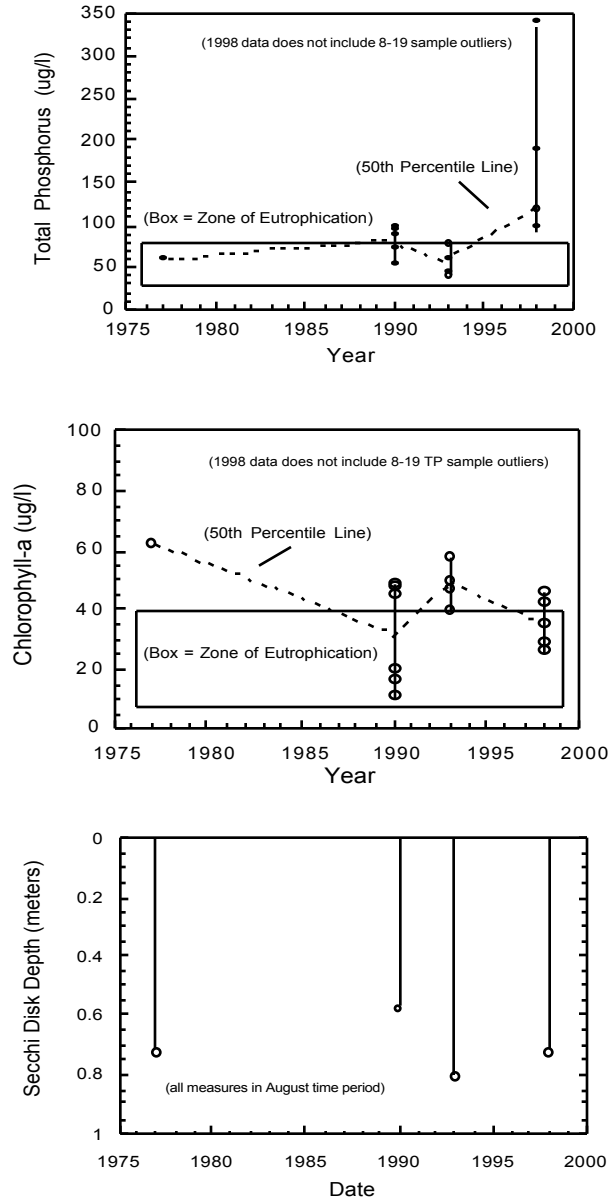 350
(1998 data does not include 8-19 sample outliers)
300
250
200
(50th Percentile Line)
150
(Box = Zone of Eutrophication)
100
50
0
Total Phosphorus (ug/l)
1975 1980 1985 1990 1995 2000
Year
100
(1998 data does not include 8-19 TP sample outliers)
80
(50th Percentile Line)
60
40
(Box = Zone of Eutrophication)
20
0
Chlorophyll-a (ug/l)
1975 1980 1985 1990 1995 2000
Year
0
0.2
0.4
0.6
0.8
(all measures in August time period)
1
Secchi Disk Depth (meters)
1975 1980 1985 1990 1995 2000
Date